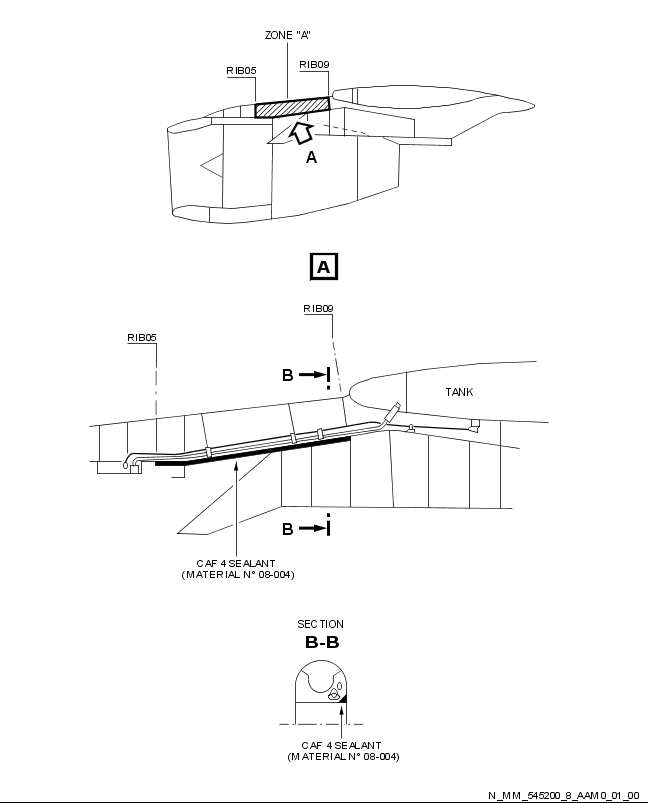 ZONE "A"
RIB05
RIB09
A
A
RIB09
RIB05
B
TANK
B
CAF 4 SEALANT
(MATERIAL N° 08-004)
SECTION
B-B
CAF 4 SEALANT
(MATERIAL N° 08-004)
N_MM_545200_8_AAM0_01_00